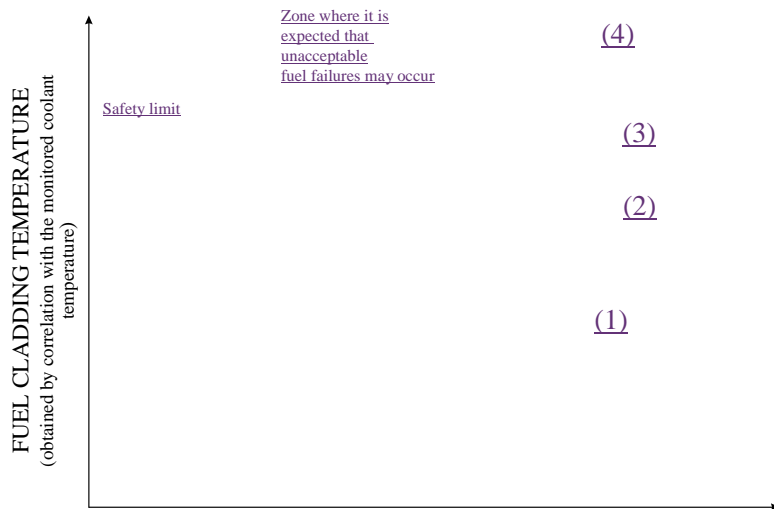 Zone where it is
expected that
unacceptable
fuel failures may occur
(4)
Safety limit
(3)
(2)
(1)
FUEL CLADDING TEMPERATURE
(obtained by correlation with the monitored coolant
temperature)